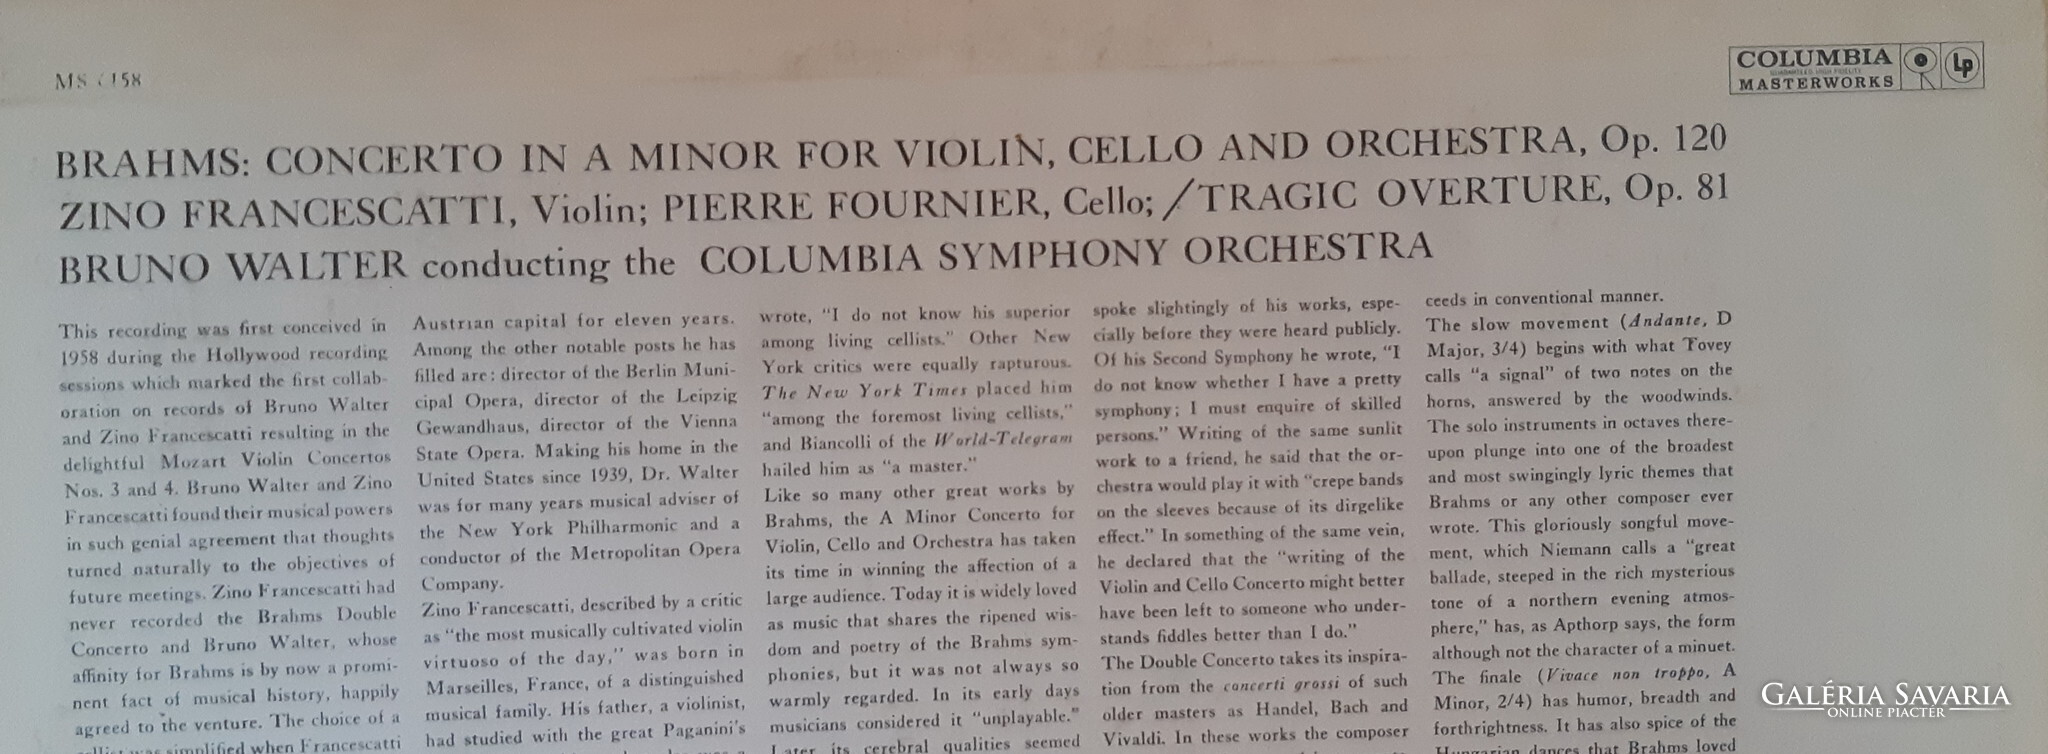 MS 6158
COLUMBIA
MASTERWORKS
Lp
BRAHMS: CONCERTO IN A MINOR FOR VIOLIN, CELLO AND ORCHESTRA, Op. 120
ZINO FRANCESCATTI, Violin; PIERRE FOURNIER, Cello; / TRAGIC OVERTURE, Op. 81
BRUNO WALTER conducting the COLUMBIA SYMPHONY ORCHESTRA
This recording was first conceived in
1958 during the Hollywood recording
sessions which marked the first collab-
oration on records of Bruno Walter
and Zino Francescatti resulting in the
delightful Mozart Violin Concertos
Nos. 3 and 4. Bruno Walter and Zino
Francescatti found their musical powers
in such genial agreement that thoughts
turned naturally to the objectives of
future meetings. Zino Francescatti had
never recorded the Brahms Double
Concerto and Bruno Walter, whose
affinity for Brahms is by now a promi-
nent fact of musical history, happily
agreed to the venture. The choice of a
cellist was simplified when Francescatti
Austrian capital for eleven years.
Among the other notable posts he has
filled are: director of the Berlin Muni-
cipal Opera, director of the Leipzig
Gewandhaus, director of the Vienna
State Opera. Making his home in the
United States since 1939, Dr. Walter
was for many years musical adviser of
the New York Philharmonic and a
conductor of the Metropolitan Opera
Company.
Zino Francescatti, described by a critic
as "the most musically cultivated violin
virtuoso of the day," was born in
Marseilles, France, of a distinguished
musical family. His father, a violinist,
had studied with the great Paganini's
wrote, "I do not know his superior
among living cellists." Other New
York critics were equally rapturous.
The New York Times placed him
"among the foremost living cellists,"
and Biancolli of the World-Telegram
hailed him as "a master."
Like so many other great works by
Brahms, the A Minor Concerto for
Violin, Cello and Orchestra has taken
its time in winning the affection of a
large audience. Today it is widely loved
as music that shares the ripened wis-
dom and poetry of the Brahms sym-
phonies, but it was not always so
warmly regarded. In its early days
musicians considered it "unplayable."
Later its cerebral qualities seemed
spoke slightingly of his works, espe-
cially before they were heard publicly.
Of his Second Symphony he wrote, "I
do not know whether I have a pretty
symphony; I must enquire of skilled
persons." Writing of the same sunlit
work to a friend, he said that the or-
chestra would play it with "crepe bands
on the sleeves because of its dirgelike
effect." In something of the same vein,
he declared that the "writing of the
Violin and Cello Concerto might better
have been left to someone who under-
stands fiddles better than I do."
The Double Concerto takes its inspira-
tion from the concerti grossi of such
older masters as Handel, Bach and
Vivaldi. In these works the composer
ceeds in conventional manner.
The slow movement (Andante, D
Major, 3/4) begins with what Tovey
calls "a signal" of two notes on the
horns, answered by the woodwinds.
The solo instruments in octaves there-
upon plunge into one of the broadest
and most swingingly lyric themes that
Brahms or any other composer ever
wrote. This gloriously songful move-
ment, which Niemann calls a "great
ballade, steeped in the rich mysterious
tone of a northern evening atmos-
phere," has, as Apthorp says, the form
although not the character of a minuet.
The finale (Vivace non troppo, A
Minor, 2/4) has humor, breadth and
forthrightness. It has also spice of the
Hungarian dances that Brahms loved
GALÉRIA SAVARIA
ONLINE PIACTÉR